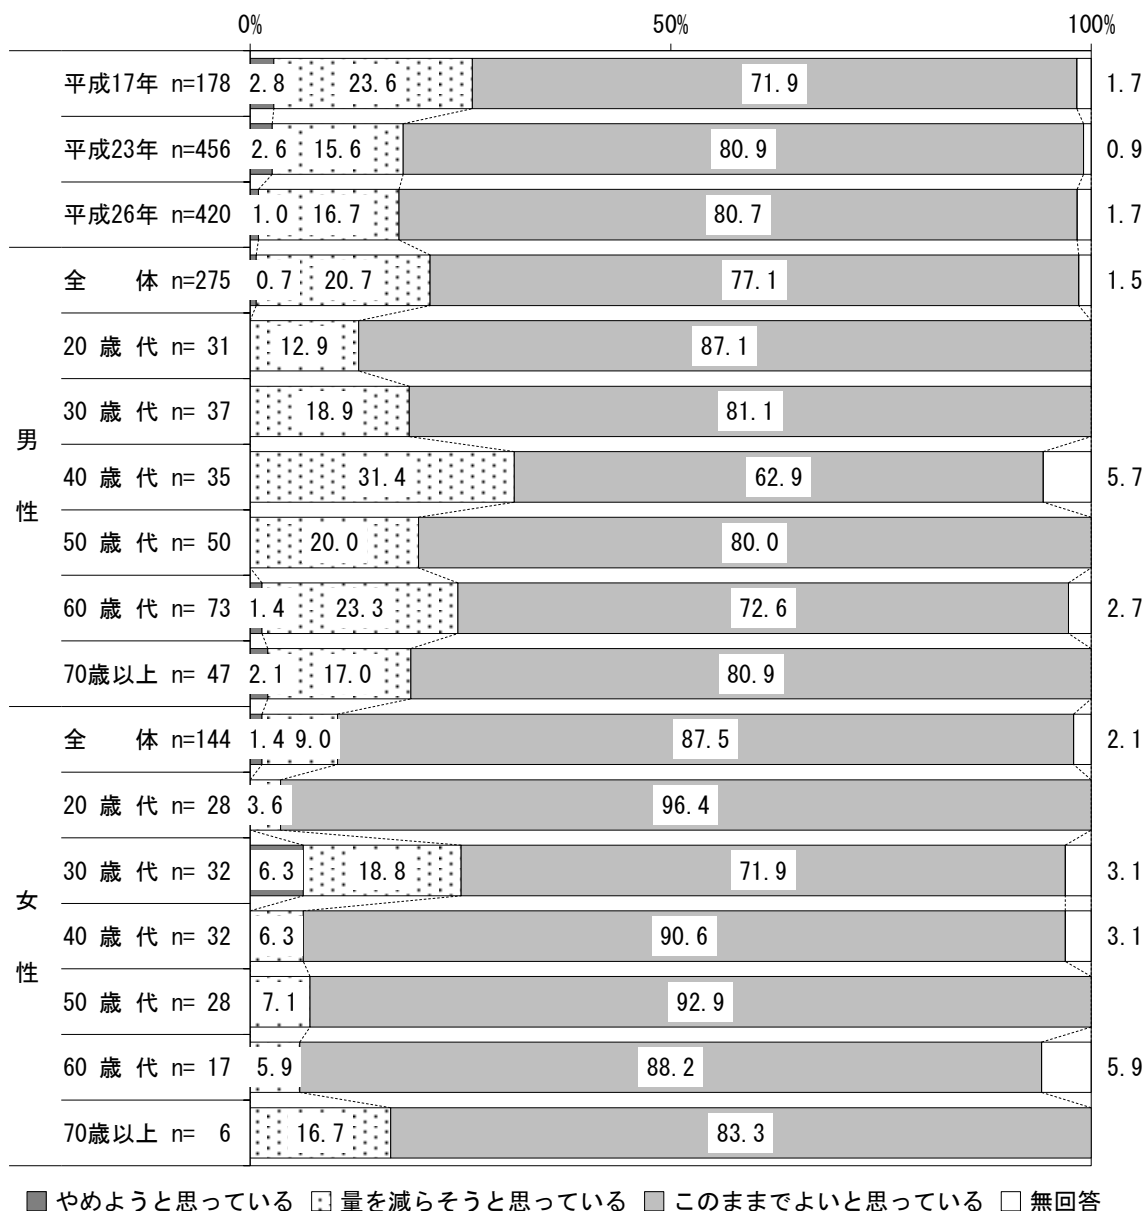 0% 50% 100%
平成17年 n=178 2.8 23.6 71.9 1.7
平成23年 n=456 2.6 15.6 80.9 0.9
平成26年 n=420 1.0 16.7 80.7 1.7
男性
全 体 n=275 0.7 20.7 77.1 1.5
20 歳 代 n= 31 12.9 87.1
30 歳 代 n= 37 18.9 81.1
40 歳 代 n= 35 31.4 62.9 5.7
50 歳 代 n= 50 20.0 80.0
60 歳 代 n= 73 1.4 23.3 72.6 2.7
70歳以上 n= 47 2.1 17.0 80.9
女性
全 体 n=144 1.4 9.0 87.5 2.1
20 歳 代 n= 28 3.6 96.4
30 歳 代 n= 32 6.3 18.8 71.9 3.1
40 歳 代 n= 32 6.3 90.6 3.1
50 歳 代 n= 28 7.1 92.9
60 歳 代 n= 17 5.9 88.2 5.9
70歳以上 n= 6 16.7 83.3
やめようと思っている 量を減らそうと思っている このままでよいと思っている 無回答